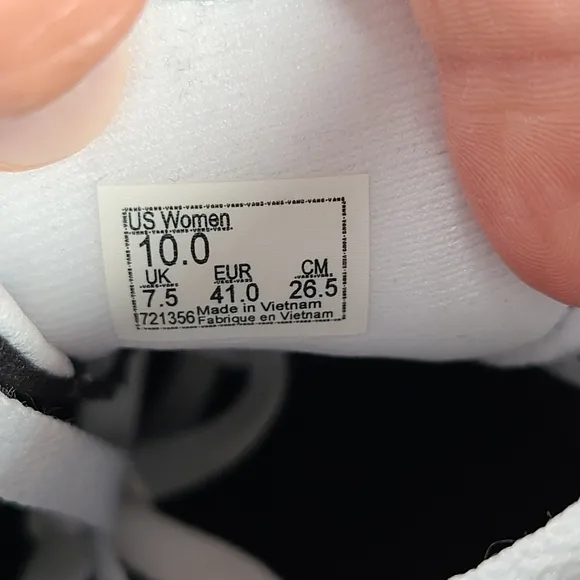 US Women
10.0
UK EUR CM
7.5 41.0 26.5
Made in Vietnam
721356 Fabrique en Vietnam